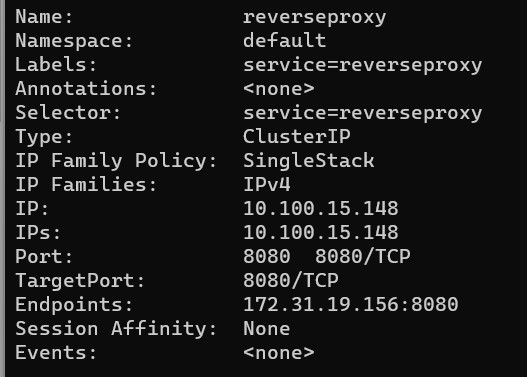 Name: reverseproxy
Namespace: default
Labels: service=reverseproxy
Annotations: <none>
Selector: service=reverseproxy
Type: ClusterIP
IP Family Policy: SingleStack
IP Families: IPv4
IP: 10.100.15.148
IPs: 10.100.15.148
Port: 8080 8080/TCP
TargetPort: 8080/TCP
Endpoints: 172.31.19.156:8080
Session Affinity: None
Events: <none>